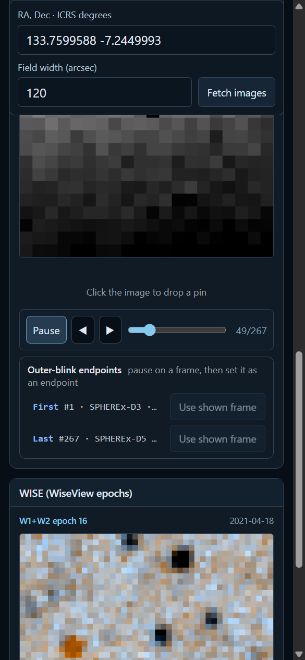 RA, Dec · ICRS degrees
133.7599588 -7.2449993
Field width (arcsec)
120
Fetch images
Click the image to drop a pin
Pause
◀
▶
49/267
Outer-blink endpoints pause on a frame, then set it as
an endpoint
First #1 · SPHEREx-D3 ·…
Use shown frame
Last #267 · SPHEREx-D5 …
Use shown frame
WISE (WiseView epochs)
W1+W2 epoch 16
2021-04-18